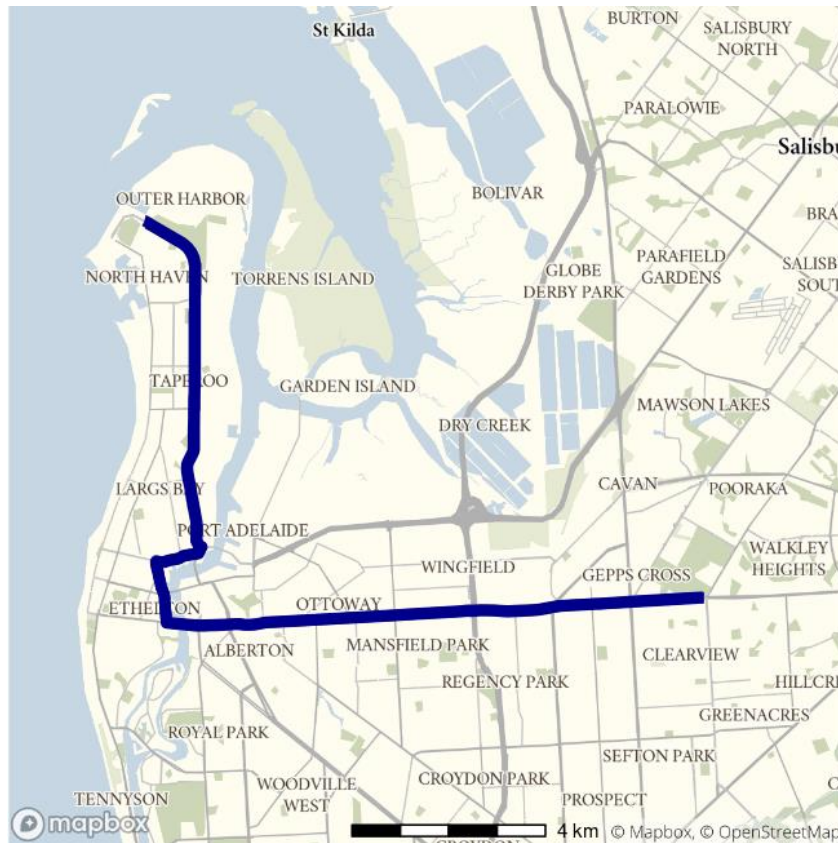 BURTON
St Kilda
SALISBURY
NORTH
PARALOWIE
Salisbu
BOLIVAR
OUTER HARBOR
BRA
PARAFIELD
GARDENS
NORTH HAVEN
TORRENS ISLAND
GLOBE
DERBY PARK
SALISB
SOUT
TAPEROO
GARDEN ISLAND
MAWSON LAKES
DRY CREEK
LARGS BAY
CAVAN
POORAKA
PORT ADELAIDE
WALKLEY
HEIGHTS
WINGFIELD
GEPPS CROSS
ETHELTON
OTTOWAY
ALBERTON
MANSFIELD PARK
CLEARVIEW
REGENCY PARK
HILLCR
GREENACRES
ROYAL PARK
SEFTON PARK
WOODVILLE
WEST
CROYDON PARK
TENNYSON
PROSPECT
mapbox
4 km
© Mapbox, © OpenStreetMap